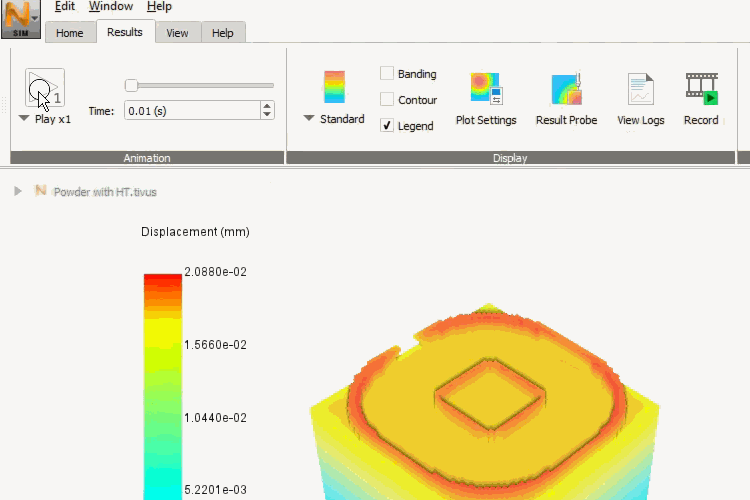 Edit Window Help
SIM
Home Results View Help
1
Play x1
Time: 0.01 (s)
Animation
Standard
Banding
Contour
Legend
Plot Settings
Result Probe
View Logs
Record
Display
Powder with HT.tivus
Displacement (mm)
2.0880e-02
1.5660e-02
1.0440e-02
5.2201e-03